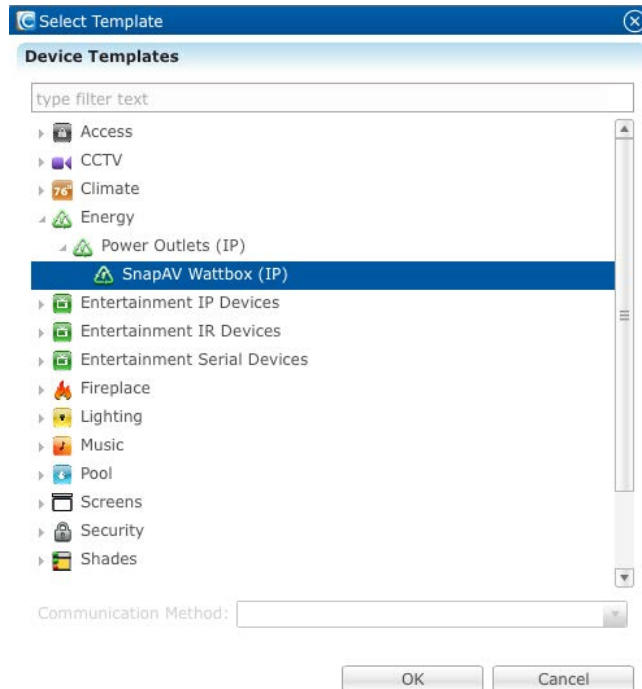 Select Template
Device Templates
type filter text
Access
CCTV
76° Climate
Energy
Power Outlets (IP)
SnapAV Wattbox (IP)
Entertainment IP Devices
Entertainment IR Devices
Entertainment Serial Devices
Fireplace
Lighting
Music
Pool
Screens
Security
Shades
Communication Method:
OK Cancel